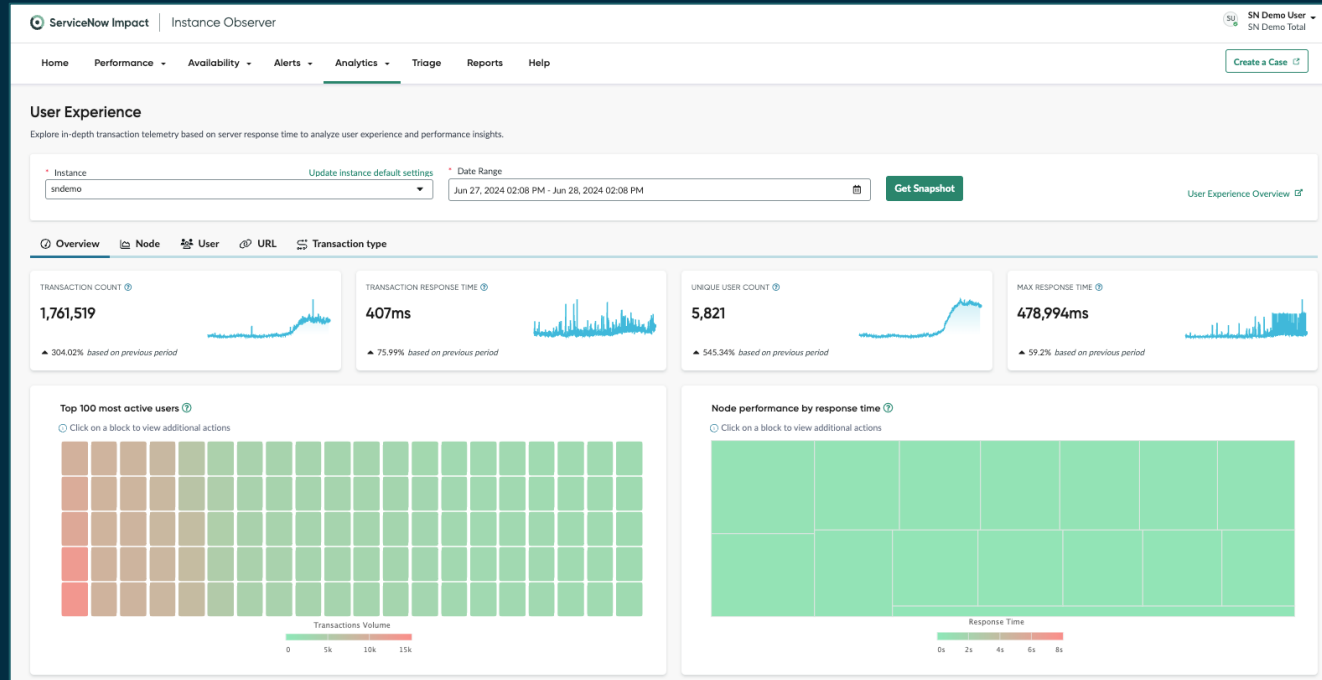 ServiceNow Impact | Instance Observer
SU
SN Demo User
SN Demo Total
Home Performance Availability Alerts Analytics Triage Reports Help
Create a Case
User Experience
Explore in-depth transaction telemetry based on server response time to analyze user experience and performance insights.
* Instance
Update instance default settings
sndemo
* Date Range
Jun 27, 2024 02:08 PM - Jun 28, 2024 02:08 PM
Get Snapshot
User Experience Overview
Overview Node User URL Transaction type
TRANSACTION COUNT
1,761,519
304.02% based on previous period
TRANSACTION RESPONSE TIME
407ms
75.99% based on previous period
UNIQUE USER COUNT
5,821
545.34% based on previous period
MAX RESPONSE TIME
478,994ms
59.2% based on previous period
Top 100 most active users
Click on a block to view additional actions
Transactions Volume
0 5k 10k 15k
Node performance by response time
Click on a block to view additional actions
Response Time
0s 2s 4s 6s 8s